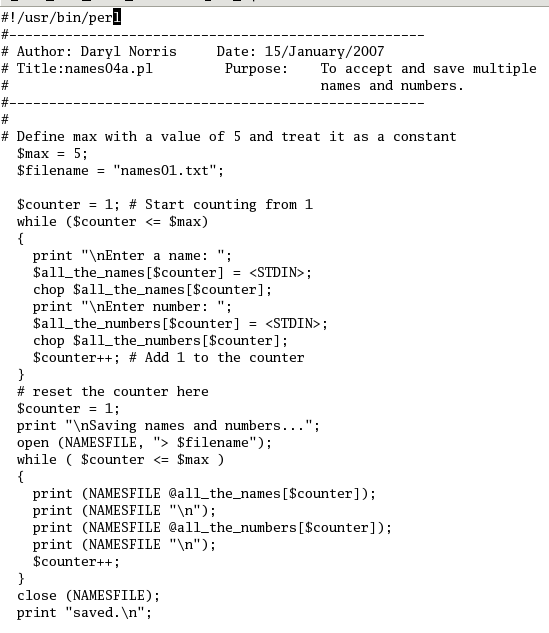 #!/usr/bin/perl
#----------------------------------------------------
# Author: Daryl Norris     Date: 15/January/2007
# Title:names04a.pl         Purpose:    To accept and save multiple
#                                       names and numbers.
#----------------------------------------------------
#
# Define max with a value of 5 and treat it as a constant
  $max = 5;
  $filename = "names01.txt";

  $counter = 1; # Start counting from 1
  while ($counter <= $max)
  {
    print "\nEnter a name: ";
    $all_the_names[$counter] = <STDIN>;
    chop $all_the_names[$counter];
    print "\nEnter number: ";
    $all_the_numbers[$counter] = <STDIN>;
    chop $all_the_numbers[$counter];
    $counter++; # Add 1 to the counter
  }
  # reset the counter here
  $counter = 1;
  print "\nSaving names and numbers...";
  open (NAMESFILE, "> $filename");
  while ( $counter <= $max )
  {
    print (NAMESFILE @all_the_names[$counter]);
    print (NAMESFILE "\n");
    print (NAMESFILE @all_the_numbers[$counter]);
    print (NAMESFILE "\n");
    $counter++;
  }
  close (NAMESFILE);
  print "saved.\n";